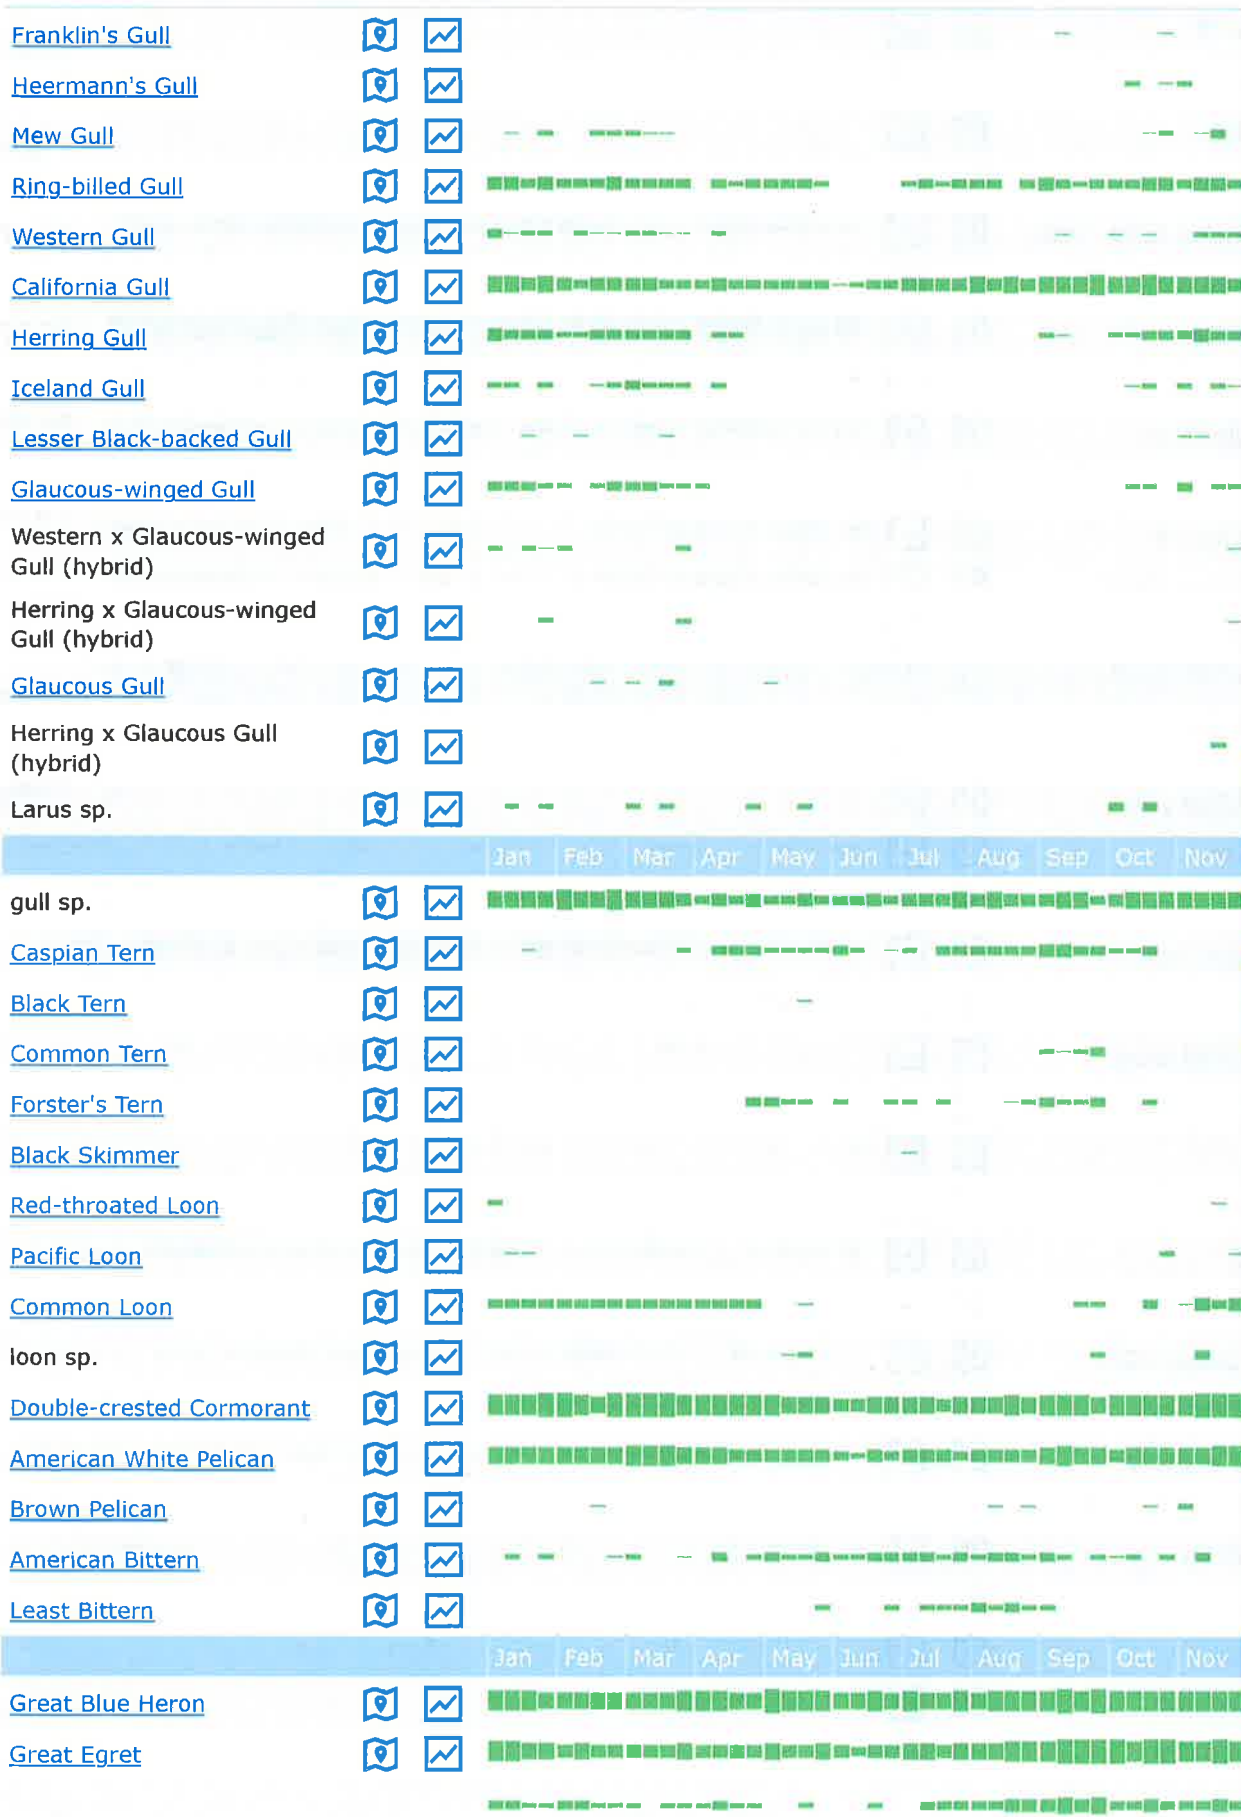 Franklin's Gull
Heermann's Gull
Mew Gull
Ring-billed Gull
Western Gull
California Gull
Herring Gull
Iceland Gull
Lesser Black-backed Gull
Glaucous-winged Gull
Western x Glaucous-winged
Gull (hybrid)
Herring x Glaucous-winged
Gull (hybrid)
Glaucous Gull
Herring x Glaucous Gull
(hybrid)
Larus sp.
Jan Feb Mar Apr May Jun Jul Aug Sep Oct Nov
gull sp.
Caspian Tern
Black Tern
Common Tern
Forster's Tern
Black Skimmer
Red-throated Loon
Pacific Loon
Common Loon
loon sp.
Double-crested Cormorant
American White Pelican
Brown Pelican
American Bittern
Least Bittern
Jan Feb Mar Apr May Jun Jul Aug Sep Oct Nov
Great Blue Heron
Great Egret